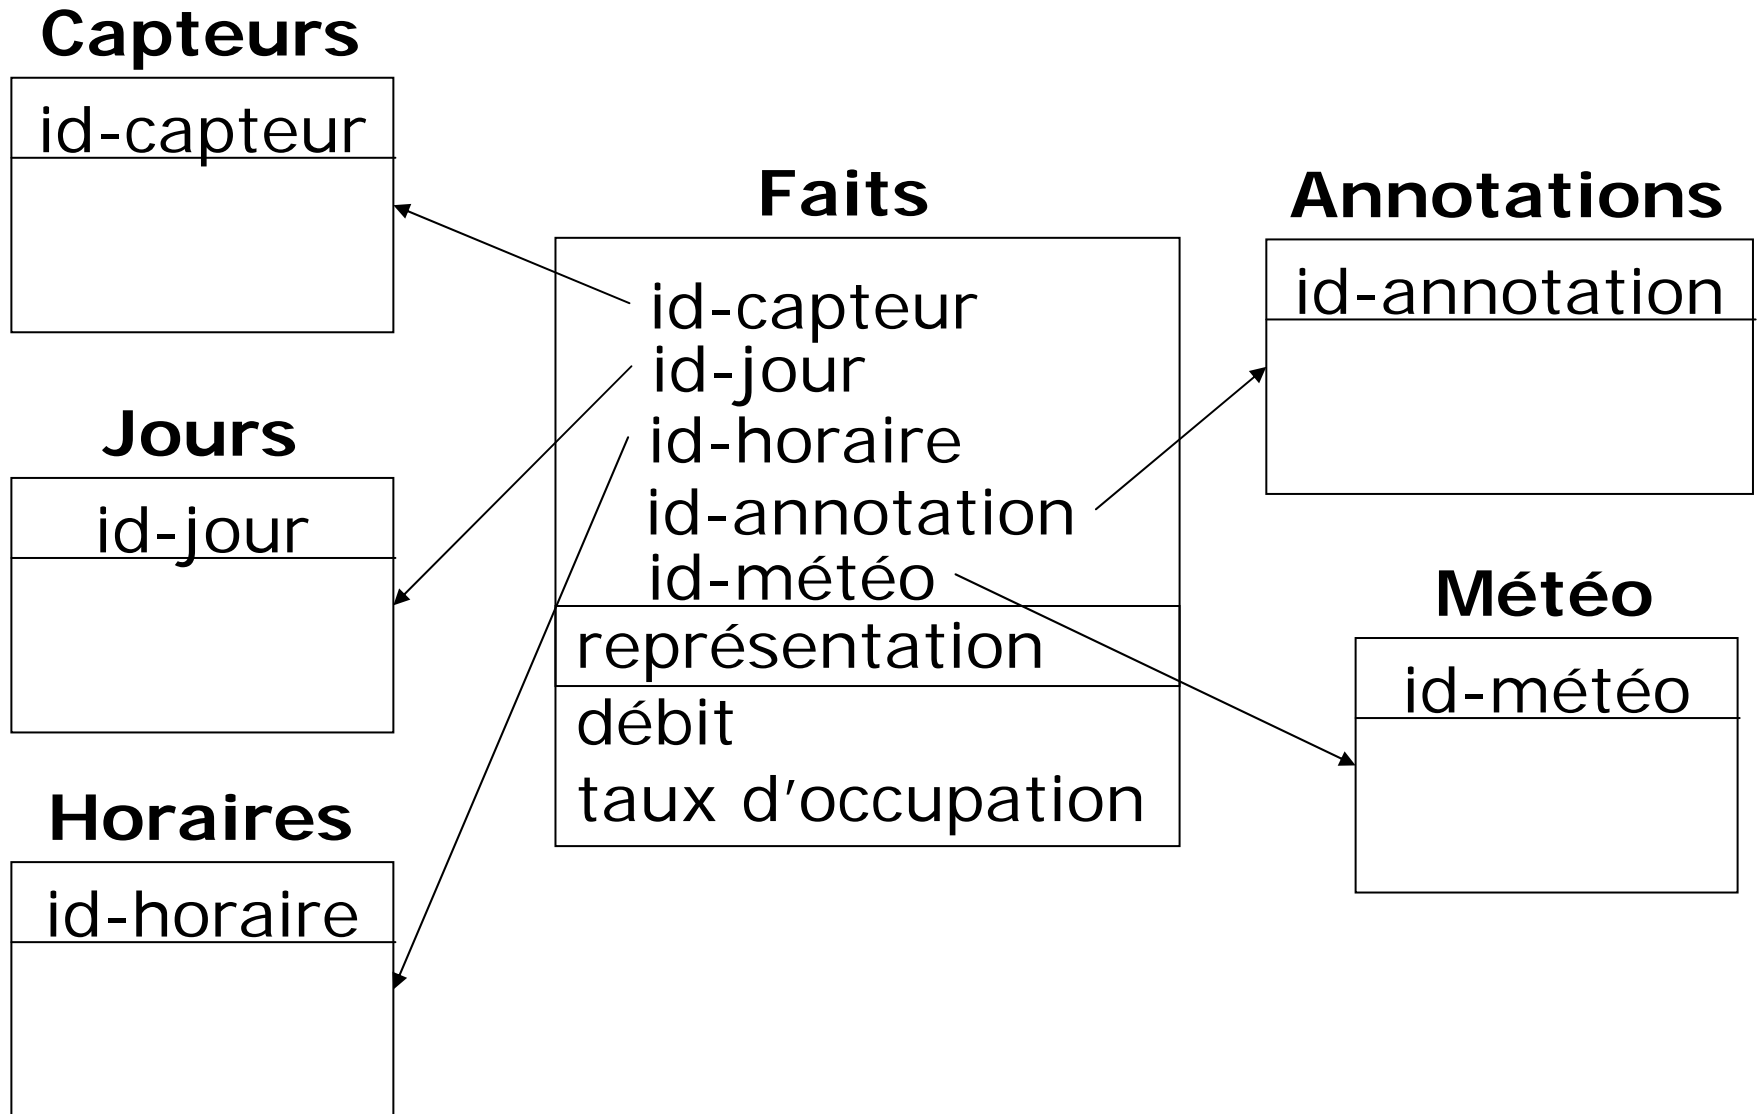 Capteurs
id-capteur
Jours
id-jour
Horaires
id-horaire
Faits
id-capteur
id-jour
id-horaire
id-annotation
id-météo
représentation
débit
taux d'occupation
Annotations
id-annotation
Météo
id-météo